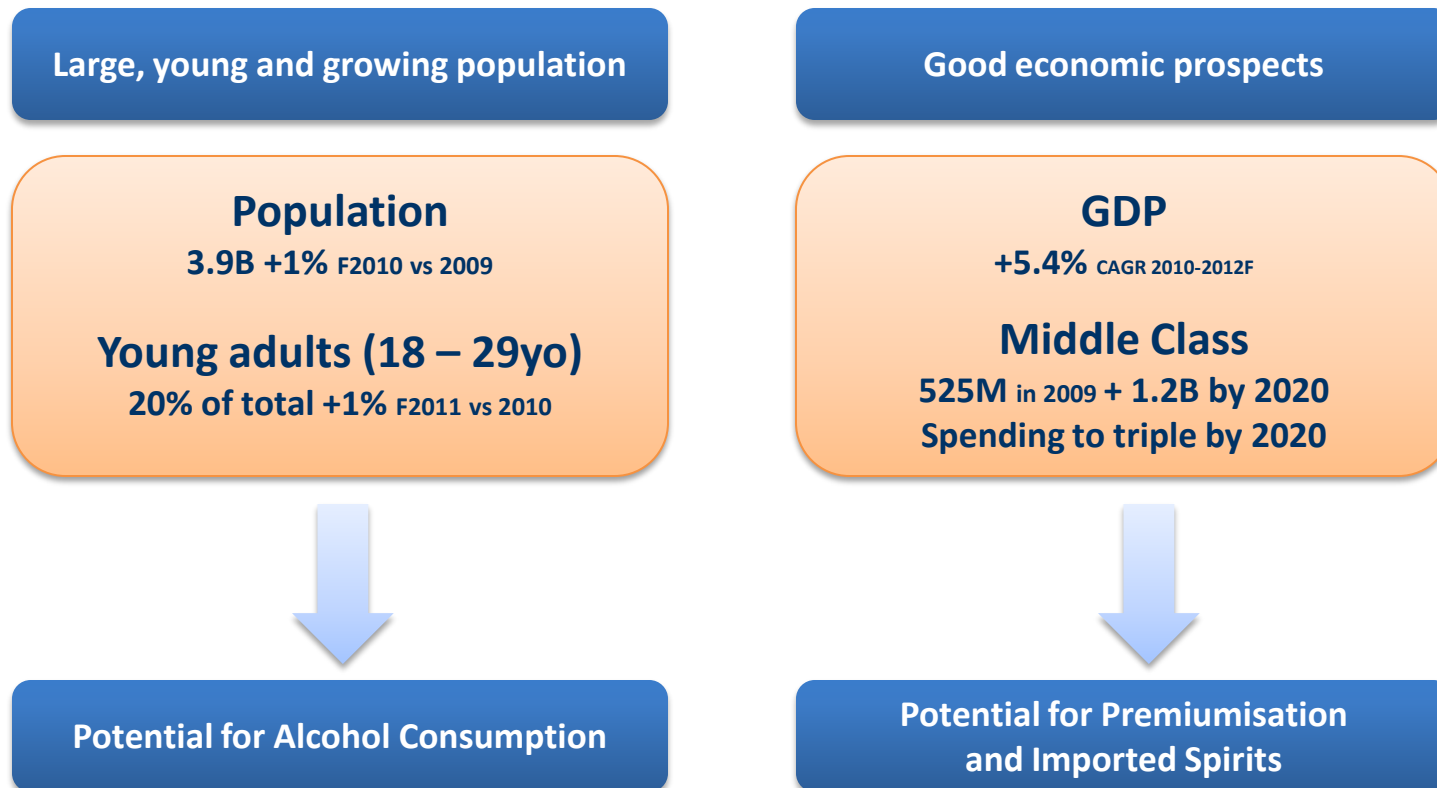 Large, young and growing population
Population
3.9B +1% F2010 vs 2009
Young adults (18 – 29yo)
20% of total +1% F2011 vs 2010
Potential for Alcohol Consumption
Good economic prospects
GDP
+5.4% CAGR 2010-2012F
Middle Class
525M in 2009 + 1.2B by 2020
Spending to triple by 2020
Potential for Premiumisation
and Imported Spirits